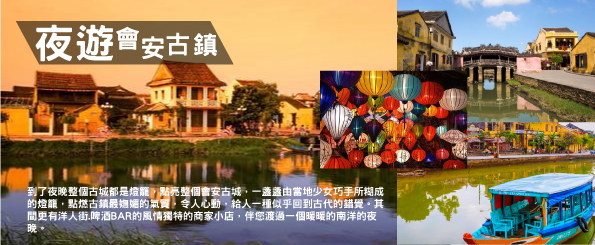 夜遊會安古鎮
到了夜晚整個古城都是燈籠，點亮整個會安古城，一盞盞由當地少女巧手所糊成
的燈籠，點燃古鎮最嫵媚的氣質，令人心動，給人一種似乎回到古代的錯覺。其
間更有洋人街.啤酒BAR的風情獨特的商家小店，伴您渡過一個曖曖的南洋的夜
晚。